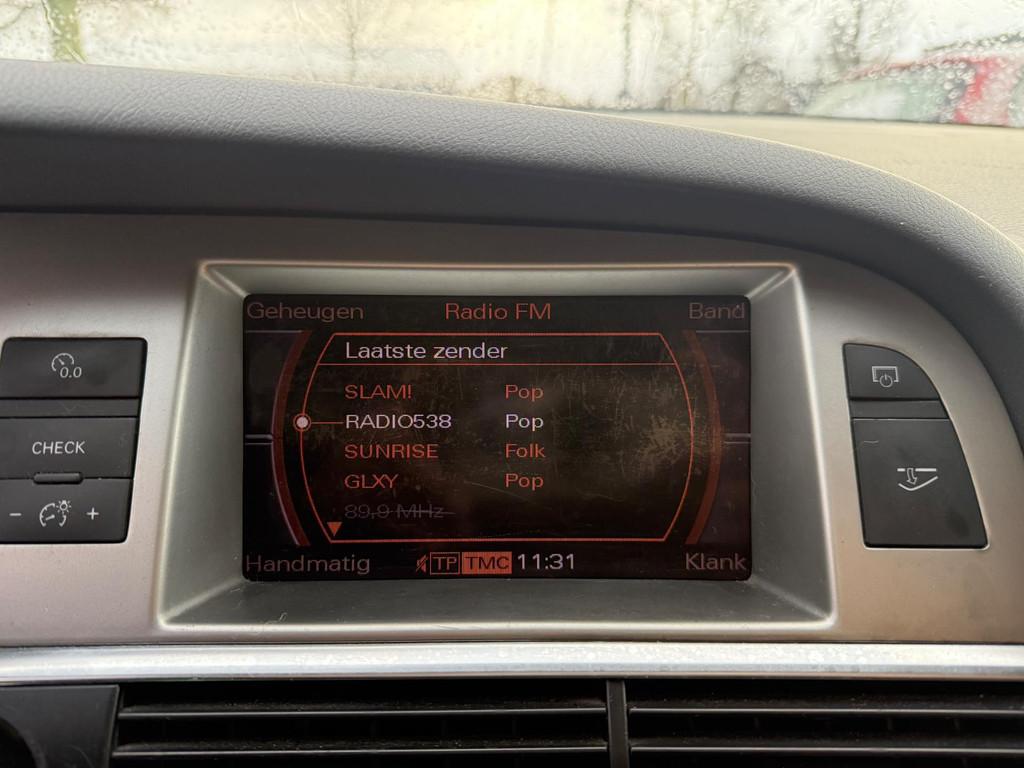 Geheugen Radio FM Band
Laatste zender
SLAM! Pop
RADIO538 Pop
SUNRISE Folk
GLXY Pop
89,9 MHz
Handmatig TP TMC 11:31 Klank
0.0
CHECK
- +